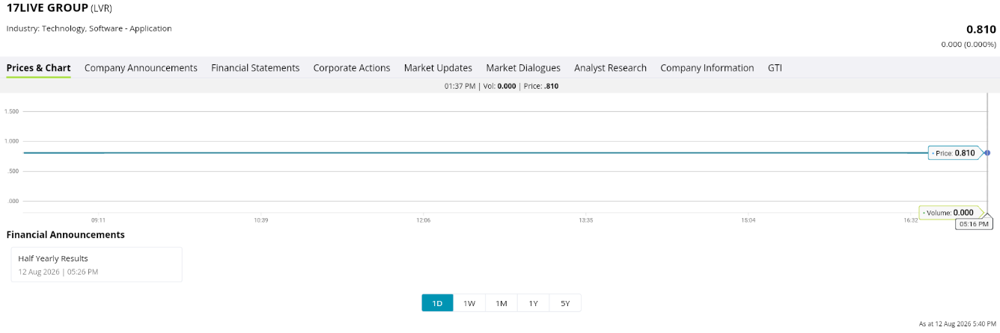 17LIVE GROUP (LVR)
Industry: Technology, Software - Application
0.810
0.000 (0.000%)
Prices & Chart Company Announcements Financial Statements Corporate Actions Market Updates Market Dialogues Analyst Research Company Information GTI
01:37 PM | Vol: 0.000 | Price: .810
1.500
1.000
.500
.000
• Price: 0.810
• Volume: 0.000
09:11 10:39 12:06 13:35 15:04 16:32
05:16 PM
Financial Announcements
Half Yearly Results
12 Aug 2026 | 05:26 PM
1D 1W 1M 1Y 5Y
As at 12 Aug 2026 5:40 PM